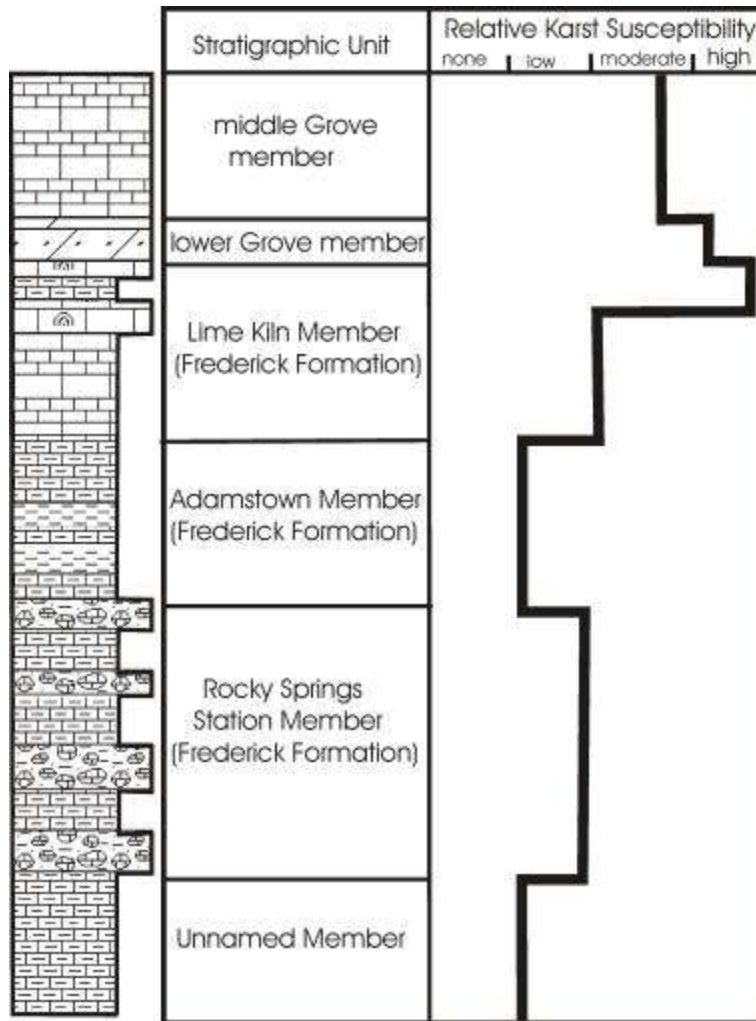 Stratigraphic Unit
Relative Karst Susceptibility
none low moderate high
middle Grove
member
lower Grove member
Lime Kiln Member
(Frederick Formation)
Adamstown Member
(Frederick Formation)
Rocky Springs
Station Member
(Frederick Formation)
Unnamed Member